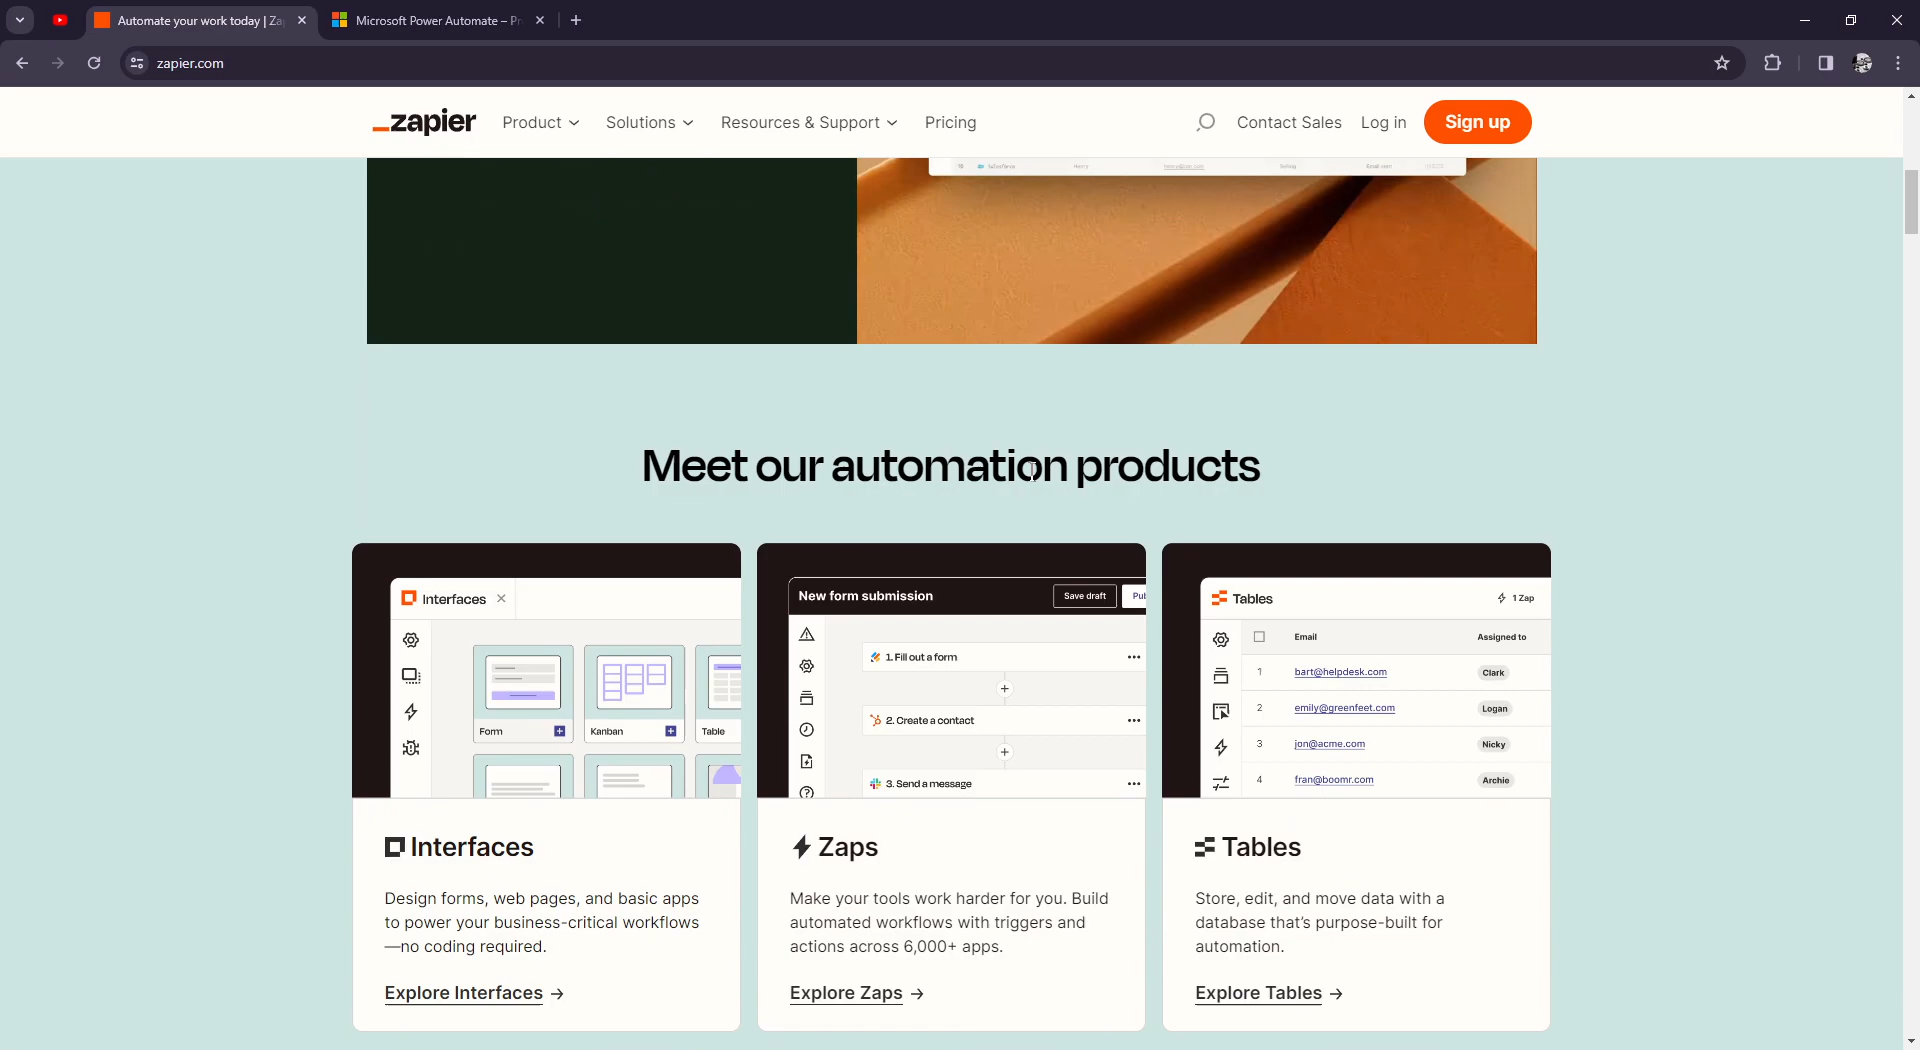 Automate your work today | Za
Microsoft Power Automate – Pr
zapier.com
zapier
Product
Solutions
Resources & Support
Pricing
Contact Sales
Log in
Sign up
Meet our automation products
Interfaces
Form
Kanban
Table
New form submission
Save draft
Pub
1. Fill out a form
2. Create a contact
3. Send a message
Tables
1 Zap
Email
Assigned to
1 bart@helpdesk.com Clark
2 emily@greenfeet.com Logan
3 jon@acme.com Nicky
4 fran@boomr.com Archie
Interfaces
Design forms, web pages, and basic apps
to power your business-critical workflows
—no coding required.
Explore Interfaces →
Zaps
Make your tools work harder for you. Build
automated workflows with triggers and
actions across 6,000+ apps.
Explore Zaps →
Tables
Store, edit, and move data with a
database that’s purpose-built for
automation.
Explore Tables →